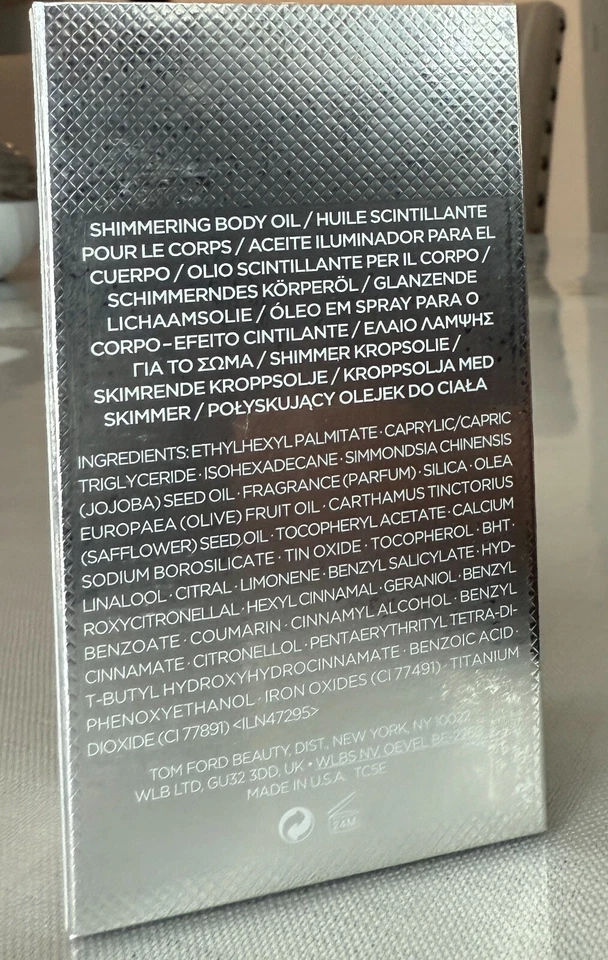 SHIMMERING BODY OIL / HUILE SCINTILLANTE
POUR LE CORPS / ACEITE ILUMINADOR PARA EL
CUERPO / OLIO SCINTILLANTE PER IL CORPO /
SCHIMMERNDES KÖRPERÖL / GLANZENDE
LICHAAMSOLIE / ÓLEO EM SPRAY PARA O
CORPO-EFEITO CINTILANTE / ΕΛΑΙΟ ΛΑΜΨΗΣ
ΓΙΑ ΤΟ ΣΩΜΑ / SHIMMER KROPSOLIE /
SKIMRENDE KROPPSOLJE / KROPPSOLJA MED
SKIMMER / POŁYSKUJĄCY OLEJEK DO CIAŁA
INGREDIENTS: ETHYLHEXYL PALMITATE · CAPRYLIC/CAPRIC
TRIGLYCERIDE · ISOHEXADECANE · SIMMONDSIA CHINENSIS
(JOJOBA) SEED OIL · FRAGRANCE (PARFUM) · SILICA · OLEA
EUROPAEA (OLIVE) FRUIT OIL · CARTHAMUS TINCTORIUS
(SAFFLOWER) SEED OIL · TOCOPHERYL ACETATE · CALCIUM
SODIUM BOROSILICATE · TIN OXIDE · TOCOPHEROL · BHT ·
LINALOOL · CITRAL · LIMONENE · BENZYL SALICYLATE · HYD-
ROXYCITRONELLAL · HEXYL CINNAMAL · GERANIOL · BENZYL
BENZOATE · COUMARIN · CINNAMYL ALCOHOL · BENZYL
CINNAMATE · CITRONELLOL · PENTAERYTHRITYL TETRA-DI-
T-BUTYL HYDROXYHYDROCINNAMATE · BENZOIC ACID ·
PHENOXYETHANOL · IRON OXIDES (CI 77491) · TITANIUM
DIOXIDE (CI 77891) <ILN47295>
TOM FORD BEAUTY, DIST., NEW YORK, NY 10022
WLB LTD, GU32 3DD, UK • WLBS NV, OEVEL
MADE IN U.S.A. TCSE
24M